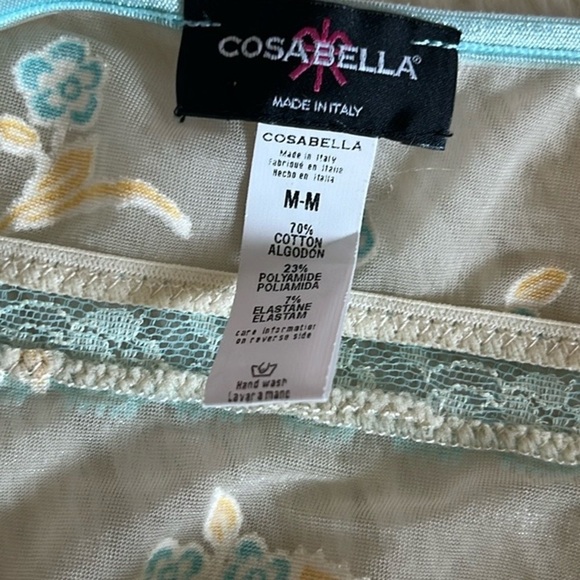 COSABELLA®
MADE IN ITALY
COSABELLA
Made in Italy
Fabriqué en Italie
Hecho en Italia
M-M
70%
COTTON
ALGODON
23%
POLYAMIDE
POLIAMIDA
7%
ELASTANE
ELASTAM
care information
on reverse side
Hand wash
Lavar a mano